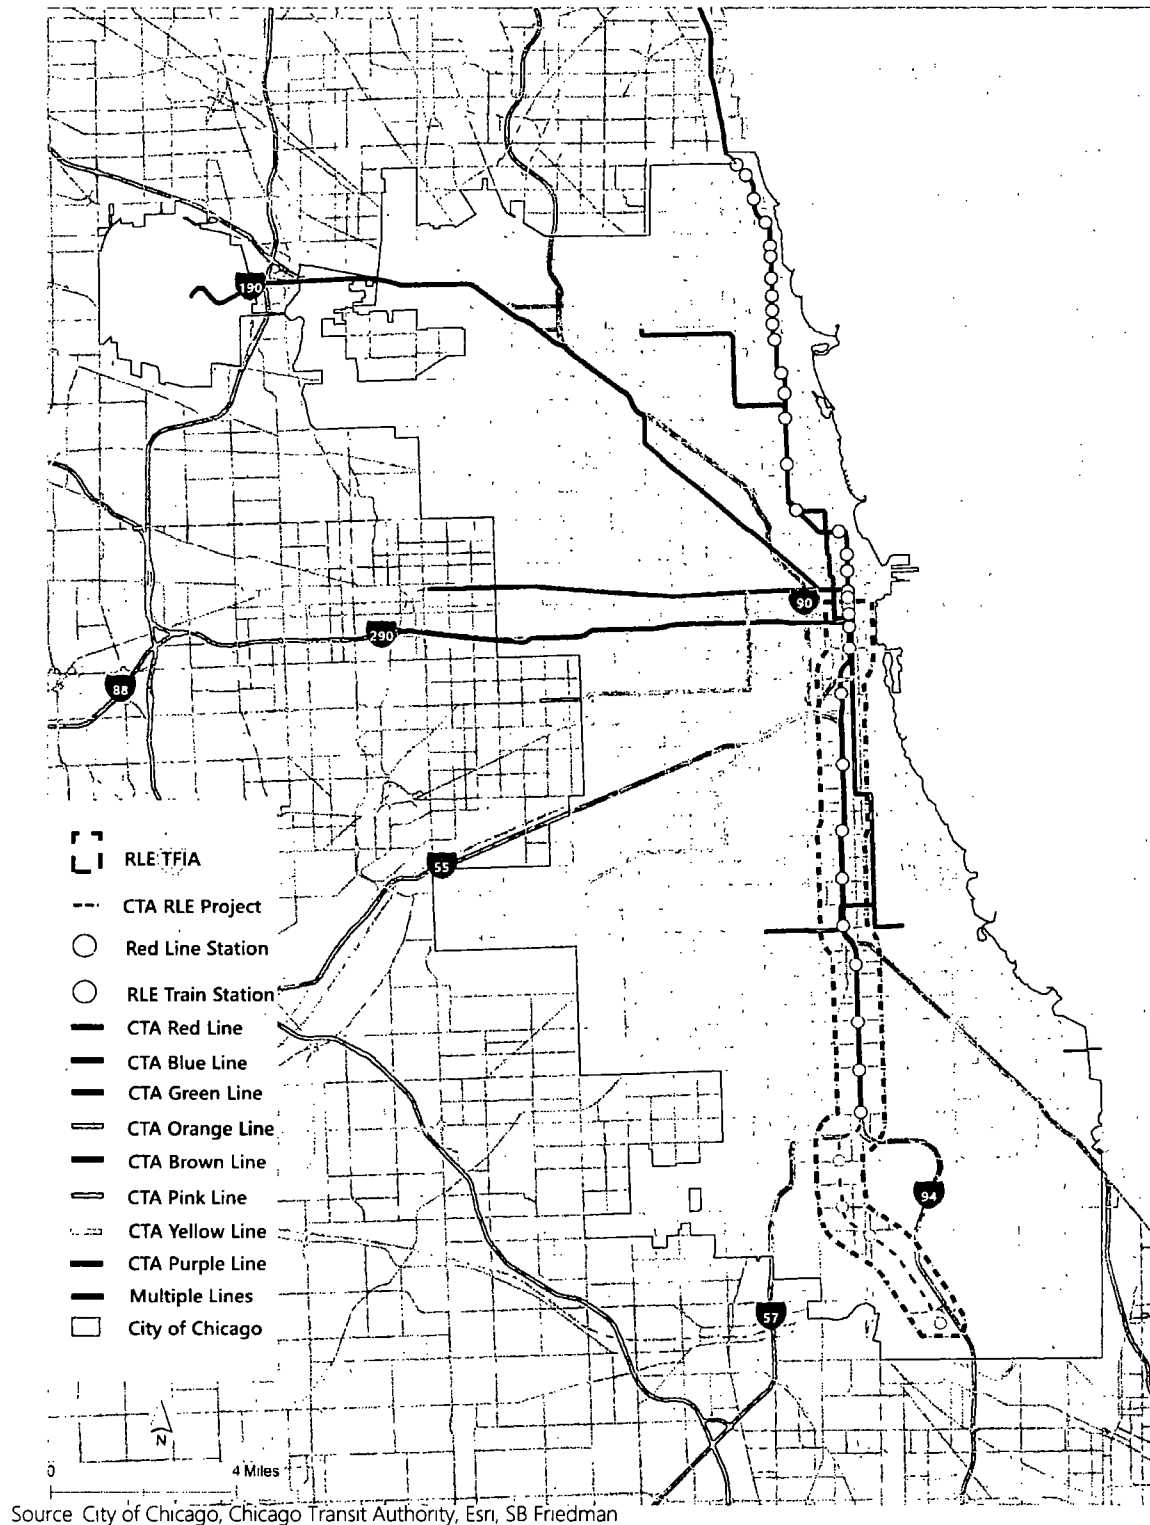 190
90
290
88
55
RLE TFIA
CTA RLE Project
Red Line Station
RLE Train Station
CTA Red Line
CTA Blue Line
CTA Green Line
CTA Orange Line
CTA Brown Line
CTA Pink Line
CTA Yellow Line
CTA Purple Line
Multiple Lines
City of Chicago
94
57
N
0 4 Miles
Source City of Chicago, Chicago Transit Authority, Esri, SB Friedman